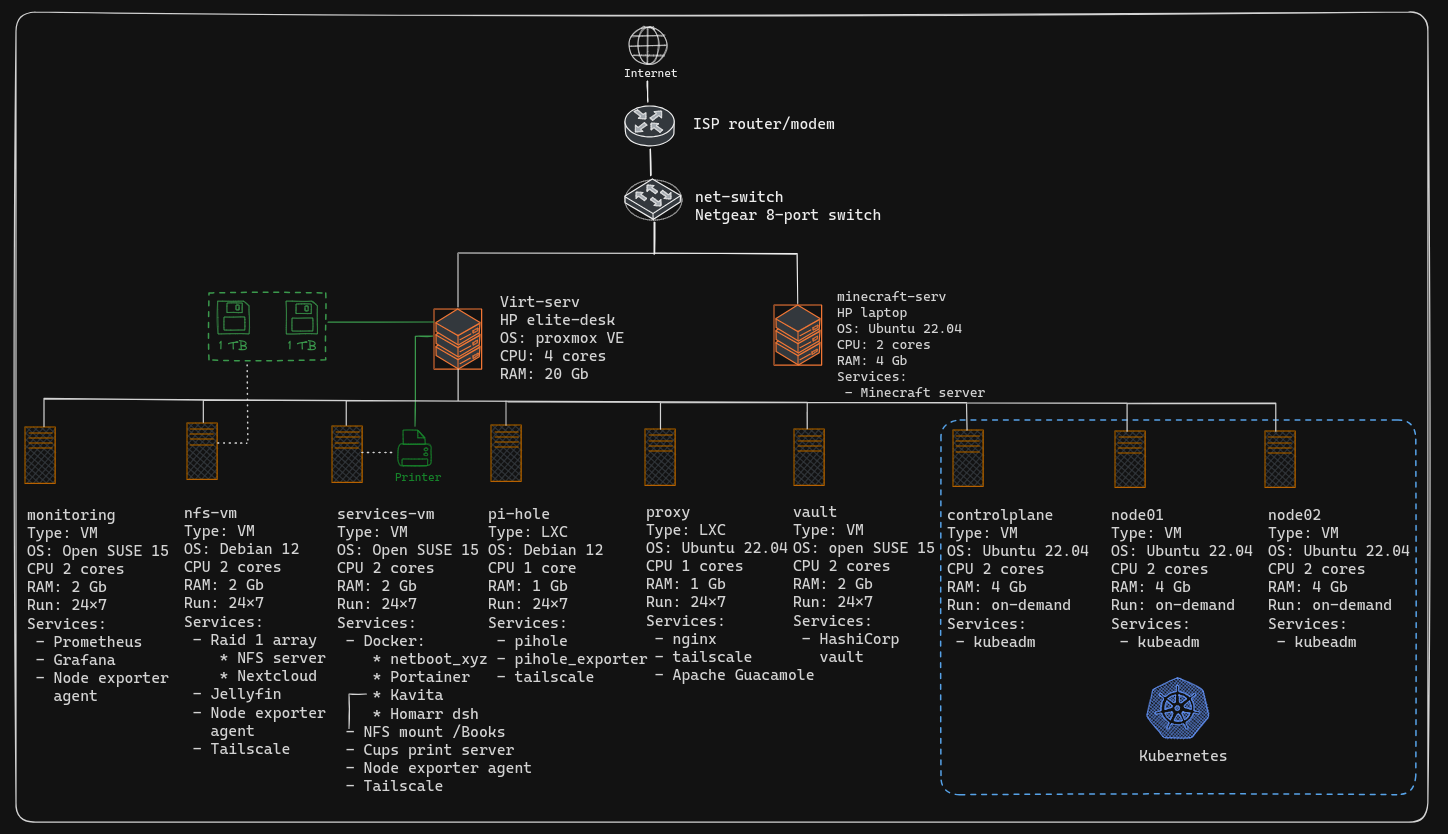 Internet
ISP router/modem
net-switch
Netgear 8-port switch
1 TB
1 TB
Virt-serv
HP elite-desk
OS: proxmox VE
CPU: 4 cores
RAM: 20 Gb
minecraft-serv
HP laptop
OS: Ubuntu 22.04
CPU: 2 cores
RAM: 4 Gb
Services:
- Minecraft server
Printer
monitoring
Type: VM
OS: Open SUSE 15
CPU 2 cores
RAM: 2 Gb
Run: 24×7
Services:
- Prometheus
- Grafana
- Node exporter
agent
nfs-vm
Type: VM
OS: Debian 12
CPU 2 cores
RAM: 2 Gb
Run: 24×7
Services:
- Raid 1 array
* NFS server
* Nextcloud
- Jellyfin
- Node exporter
agent
- Tailscale
services-vm
Type: VM
OS: Open SUSE 15
CPU 2 cores
RAM: 2 Gb
Run: 24×7
Services:
- Docker:
* netboot_xyz
* Portainer
* Kavita
* Homarr dsh
- NFS mount /Books
- Cups print server
- Node exporter agent
- Tailscale
pi-hole
Type: LXC
OS: Debian 12
CPU 1 core
RAM: 1 Gb
Run: 24×7
Services:
- pihole
- pihole_exporter
- tailscale
proxy
Type: LXC
OS: Ubuntu 22.04
CPU 1 cores
RAM: 1 Gb
Run: 24×7
Services:
- nginx
- tailscale
- Apache Guacamole
vault
Type: VM
OS: open SUSE 15
CPU 2 cores
RAM: 2 Gb
Run: 24×7
Services:
- HashiCorp
vault
controlplane
Type: VM
OS: Ubuntu 22.04
CPU 2 cores
RAM: 4 Gb
Run: on-demand
Services:
- kubeadm
node01
Type: VM
OS: Ubuntu 22.04
CPU 2 cores
RAM: 4 Gb
Run: on-demand
Services:
- kubeadm
node02
Type: VM
OS: Ubuntu 22.04
CPU 2 cores
RAM: 4 Gb
Run: on-demand
Services:
- kubeadm
Kubernetes